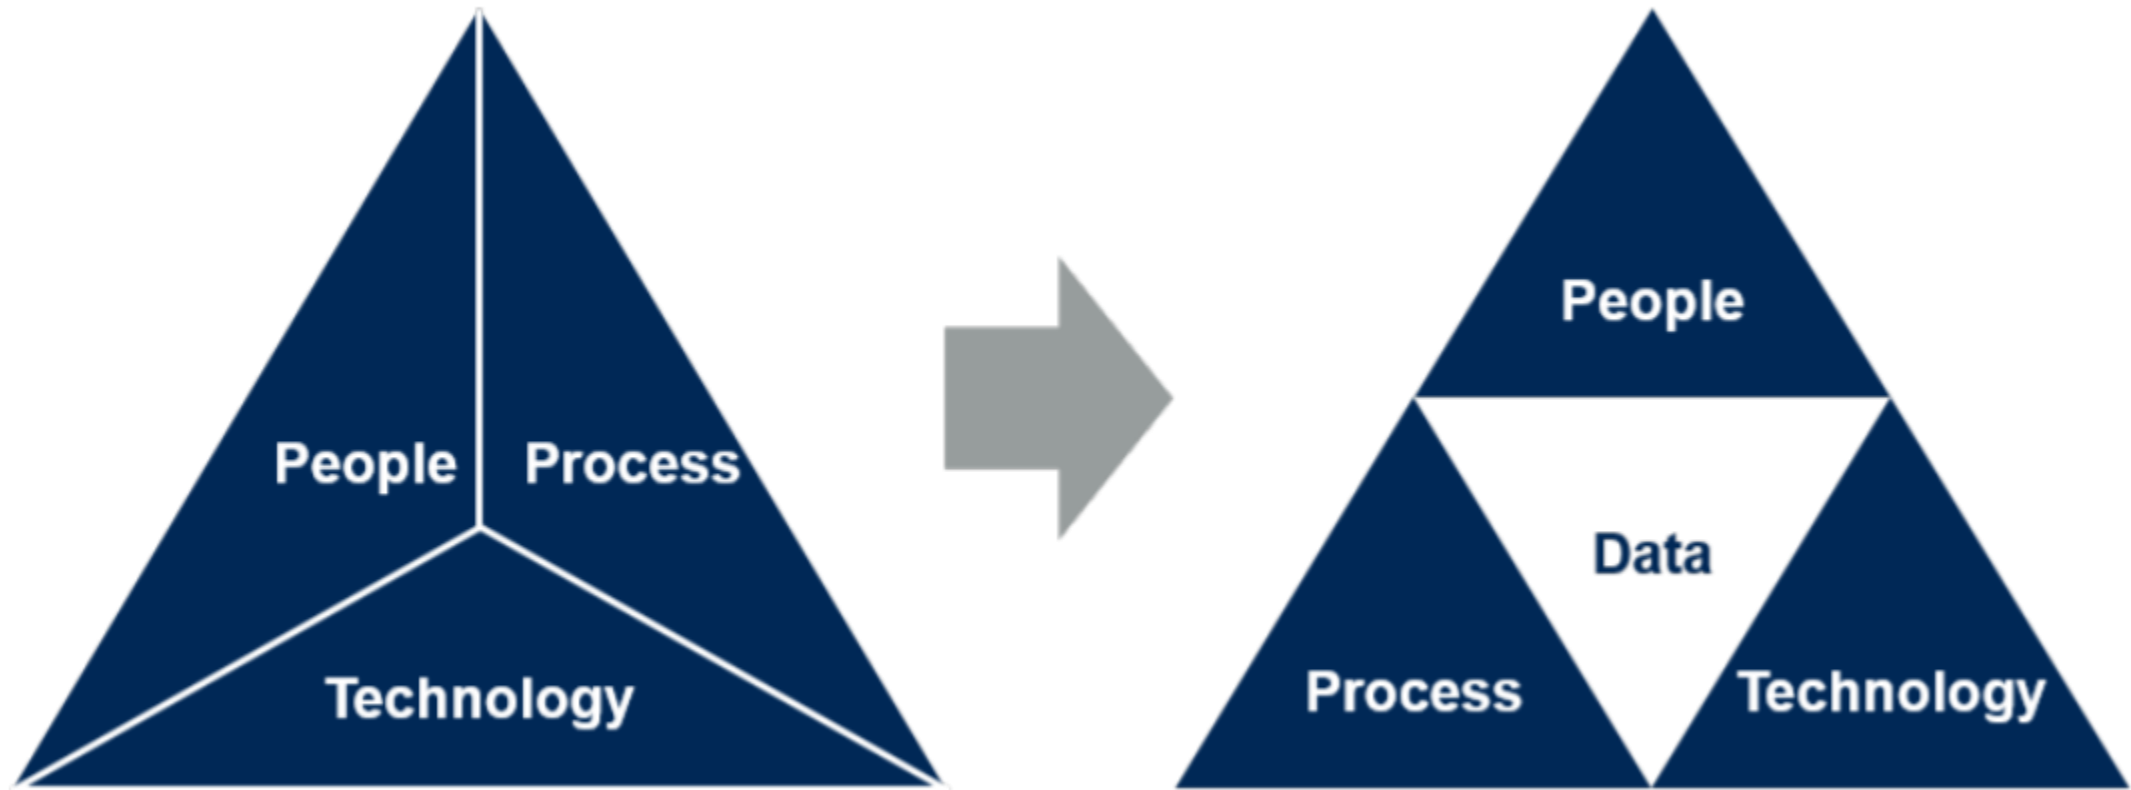 People
Process
Technology
People
Data
Process
Technology